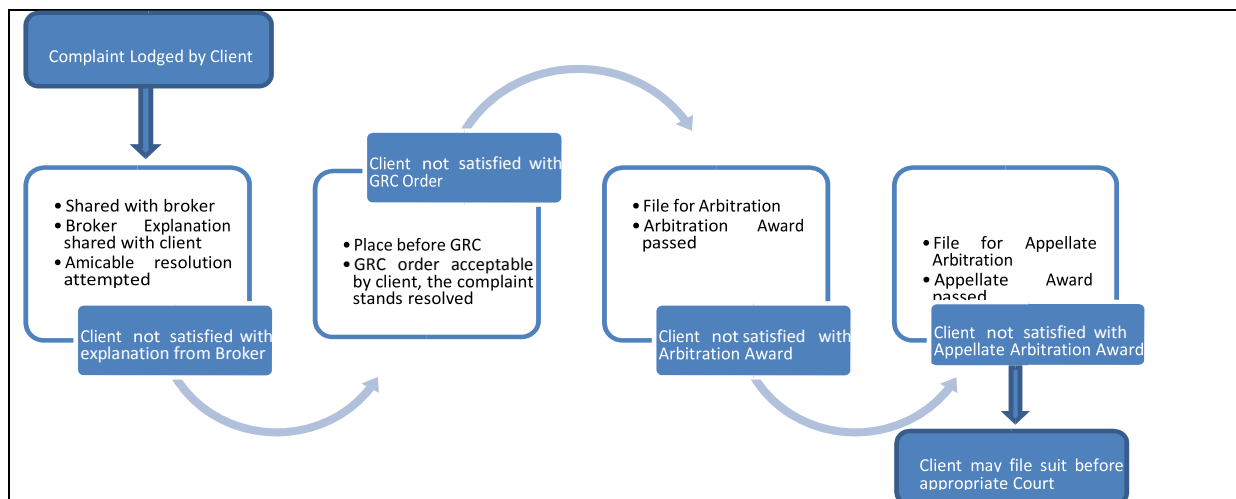 Complaint Lodged by Client
• Shared with broker
• Broker Explanation
shared with client
• Amicable resolution
attempted
Client not satisfied with
explanation from Broker
Client not satisfied with
GRC Order
• Place before GRC
• GRC order acceptable
by client, the complaint
stands resolved
• File for Arbitration
• Arbitration Award
passed
Client not satisfied with
Arbitration Award
• File for Appellate
Arbitration
• Appellate Award
passed
Client not satisfied with
Appellate Arbitration Award
Client may file suit before
appropriate Court